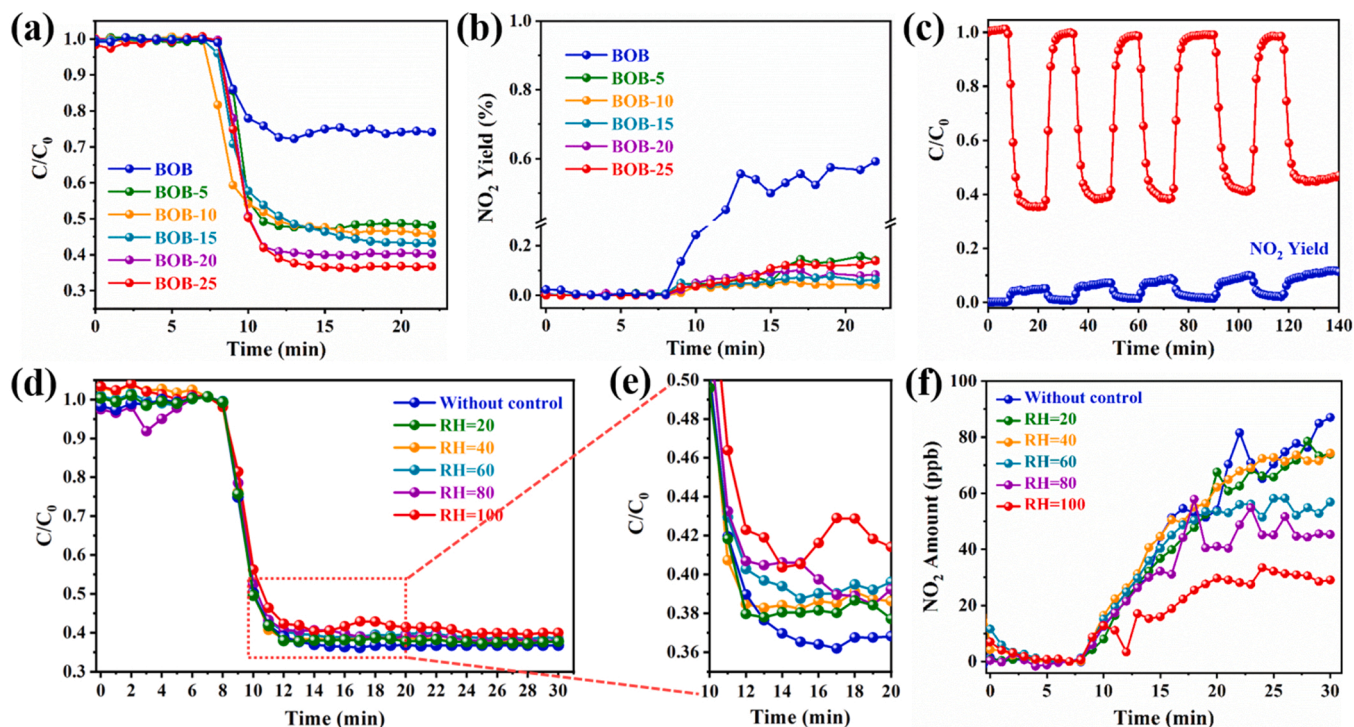 (a)
1.0
0.9
0.8
0.7
0.6
0.5
0.4
0.3
C/C0
BOB
BOB-5
BOB-10
BOB-15
BOB-20
BOB-25
0 5 10 15 20
Time (min)
(b)
NO2 Yield (%)
0.6
0.2
0.0
BOB
BOB-5
BOB-10
BOB-15
BOB-20
BOB-25
0 5 10 15 20
Time (min)
(c)
C/C0
1.0
0.8
0.6
0.4
0.2
0.0
NO2 Yield
0 20 40 60 80 100 120 140
Time (min)
(d)
C/C0
1.0
0.9
0.8
0.7
0.6
0.5
0.4
0.3
Without control
RH=20
RH=40
RH=60
RH=80
RH=100
0 2 4 6 8 10 12 14 16 18 20 22 24 26 28 30
Time (min)
(e)
C/C0
0.50
0.48
0.46
0.44
0.42
0.40
0.38
0.36
10 12 14 16 18 20
Time (min)
(f)
NO2 Amount (ppb)
100
80
60
40
20
0
Without control
RH=20
RH=40
RH=60
RH=80
RH=100
0 5 10 15 20 25 30
Time (min)